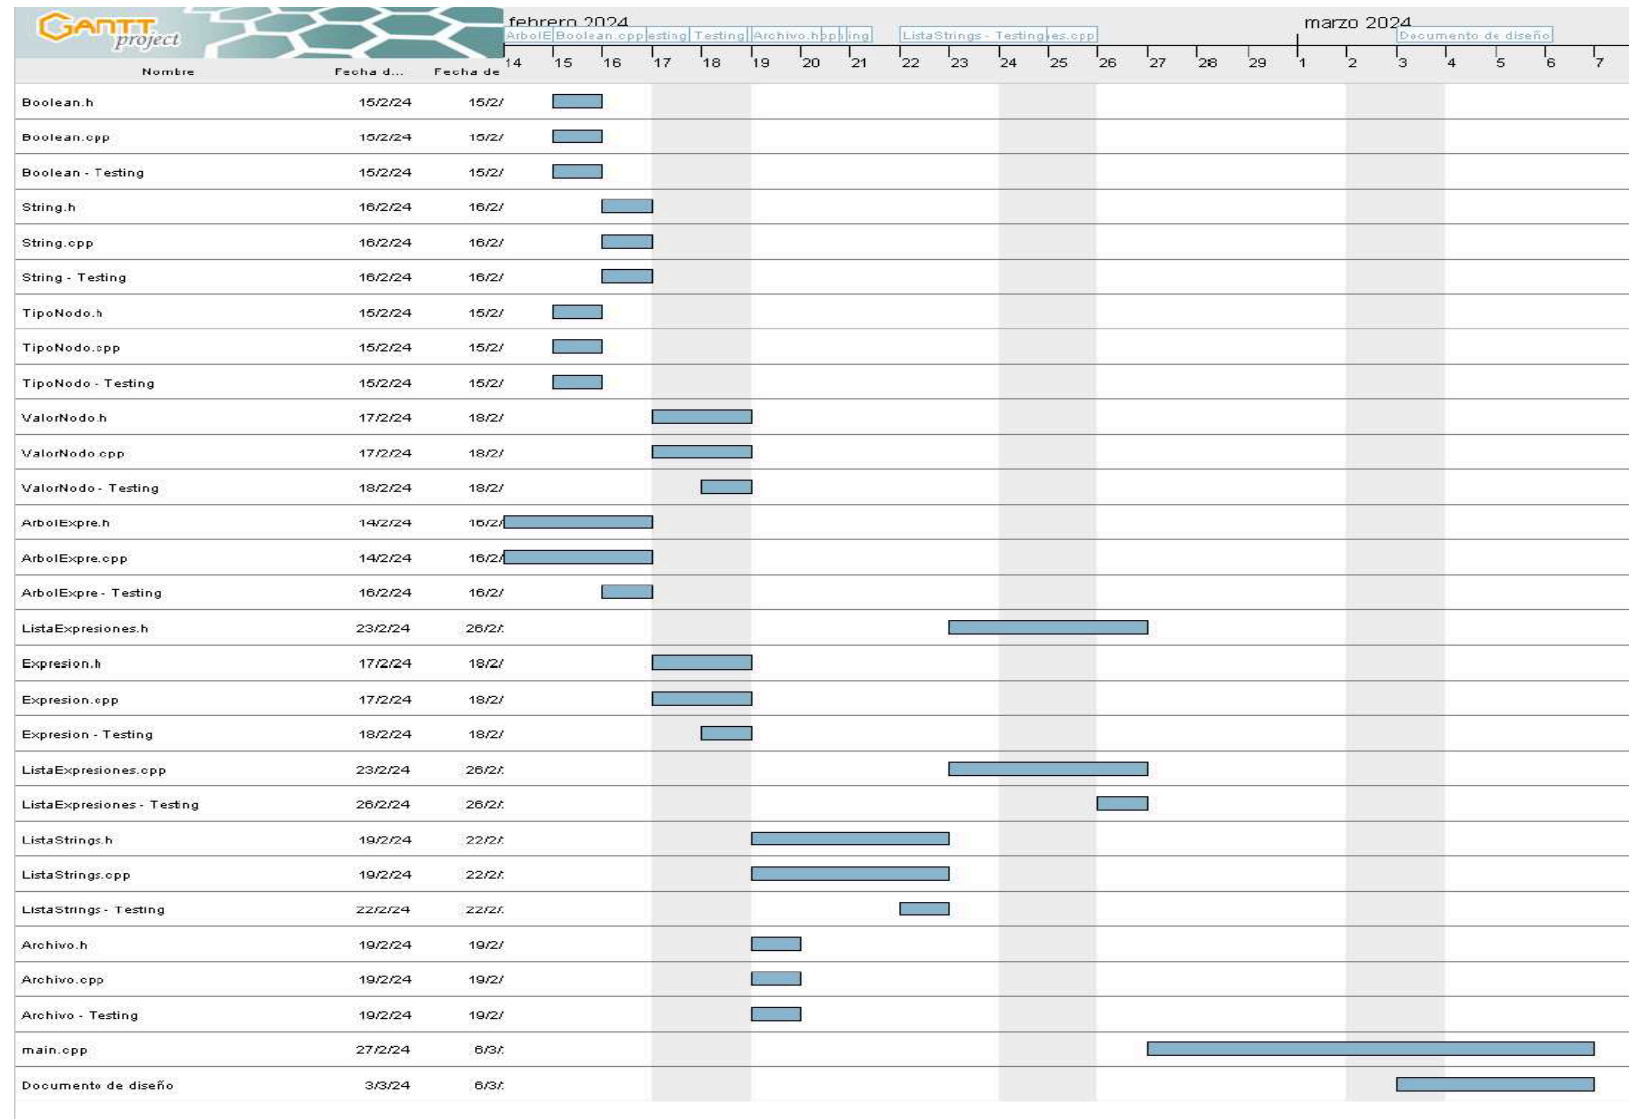 GANTT project
febrero 2024 marzo 2024
ArbolE Boolean.cpp esting Testing Archivo.h pp ing ListaStrings - Testing es.cpp Documento de diseño
Nombre Fecha d... Fecha de
14 15 16 17 18 19 20 21 22 23 24 25 26 27 28 29 1 2 3 4 5 6 7
Boolean.h 15/2/24 15/2/
Boolean.cpp 15/2/24 15/2/
Boolean - Testing 15/2/24 15/2/
String.h 16/2/24 16/2/
String.cpp 16/2/24 16/2/
String - Testing 16/2/24 16/2/
TipoNodo.h 15/2/24 15/2/
TipoNodo.cpp 15/2/24 15/2/
TipoNodo - Testing 15/2/24 15/2/
ValorNodo.h 17/2/24 18/2/
ValorNodo.cpp 17/2/24 18/2/
ValorNodo - Testing 18/2/24 18/2/
ArbolExpre.h 14/2/24 16/2/
ArbolExpre.cpp 14/2/24 16/2/
ArbolExpre - Testing 16/2/24 16/2/
ListaExpresiones.h 23/2/24 26/2/
Expresion.h 17/2/24 18/2/
Expresion.cpp 17/2/24 18/2/
Expresion - Testing 18/2/24 18/2/
ListaExpresiones.cpp 23/2/24 26/2/
ListaExpresiones - Testing 26/2/24 26/2/
ListaStrings.h 19/2/24 22/2/
ListaStrings.cpp 19/2/24 22/2/
ListaStrings - Testing 22/2/24 22/2/
Archivo.h 19/2/24 19/2/
Archivo.cpp 19/2/24 19/2/
Archivo - Testing 19/2/24 19/2/
main.cpp 27/2/24 6/3/
Documento de diseño 3/3/24 6/3/